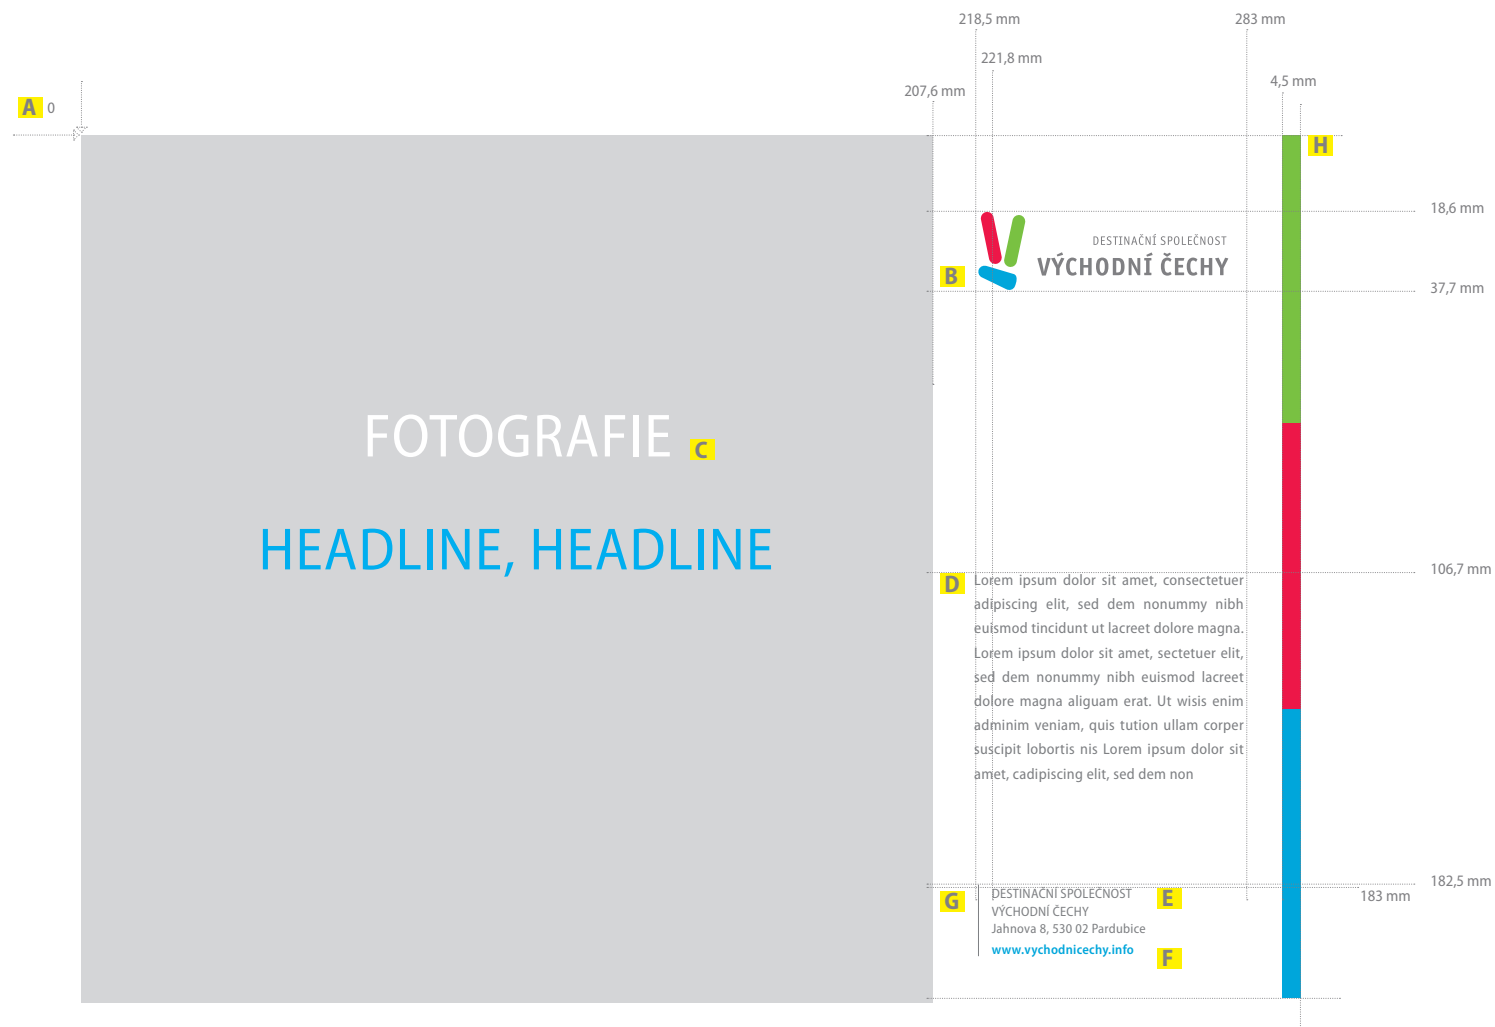 218,5 mm
283 mm
221,8 mm
4,5 mm
207,6 mm
A 0
H
18,6 mm
DESTINAČNÍ SPOLEČNOST
VÝCHODNÍ ČECHY
B
37,7 mm
FOTOGRAFIE C
HEADLINE, HEADLINE
106,7 mm
D Lorem ipsum dolor sit amet, consectetuer
adipiscing elit, sed dem nonummy nibh
euismod tincidunt ut lacreet dolore magna.
Lorem ipsum dolor sit amet, sectetuer elit,
sed dem nonummy nibh euismod lacreet
dolore magna aliguam erat. Ut wisis enim
adminim veniam, quis tution ullam corper
suscipit lobortis nis Lorem ipsum dolor sit
amet, cadipiscing elit, sed dem non
182,5 mm
183 mm
G DESTINAČNÍ SPOLEČNOST E
VÝCHODNÍ ČECHY
Jahnova 8, 530 02 Pardubice
www.vychodnicechy.info
F